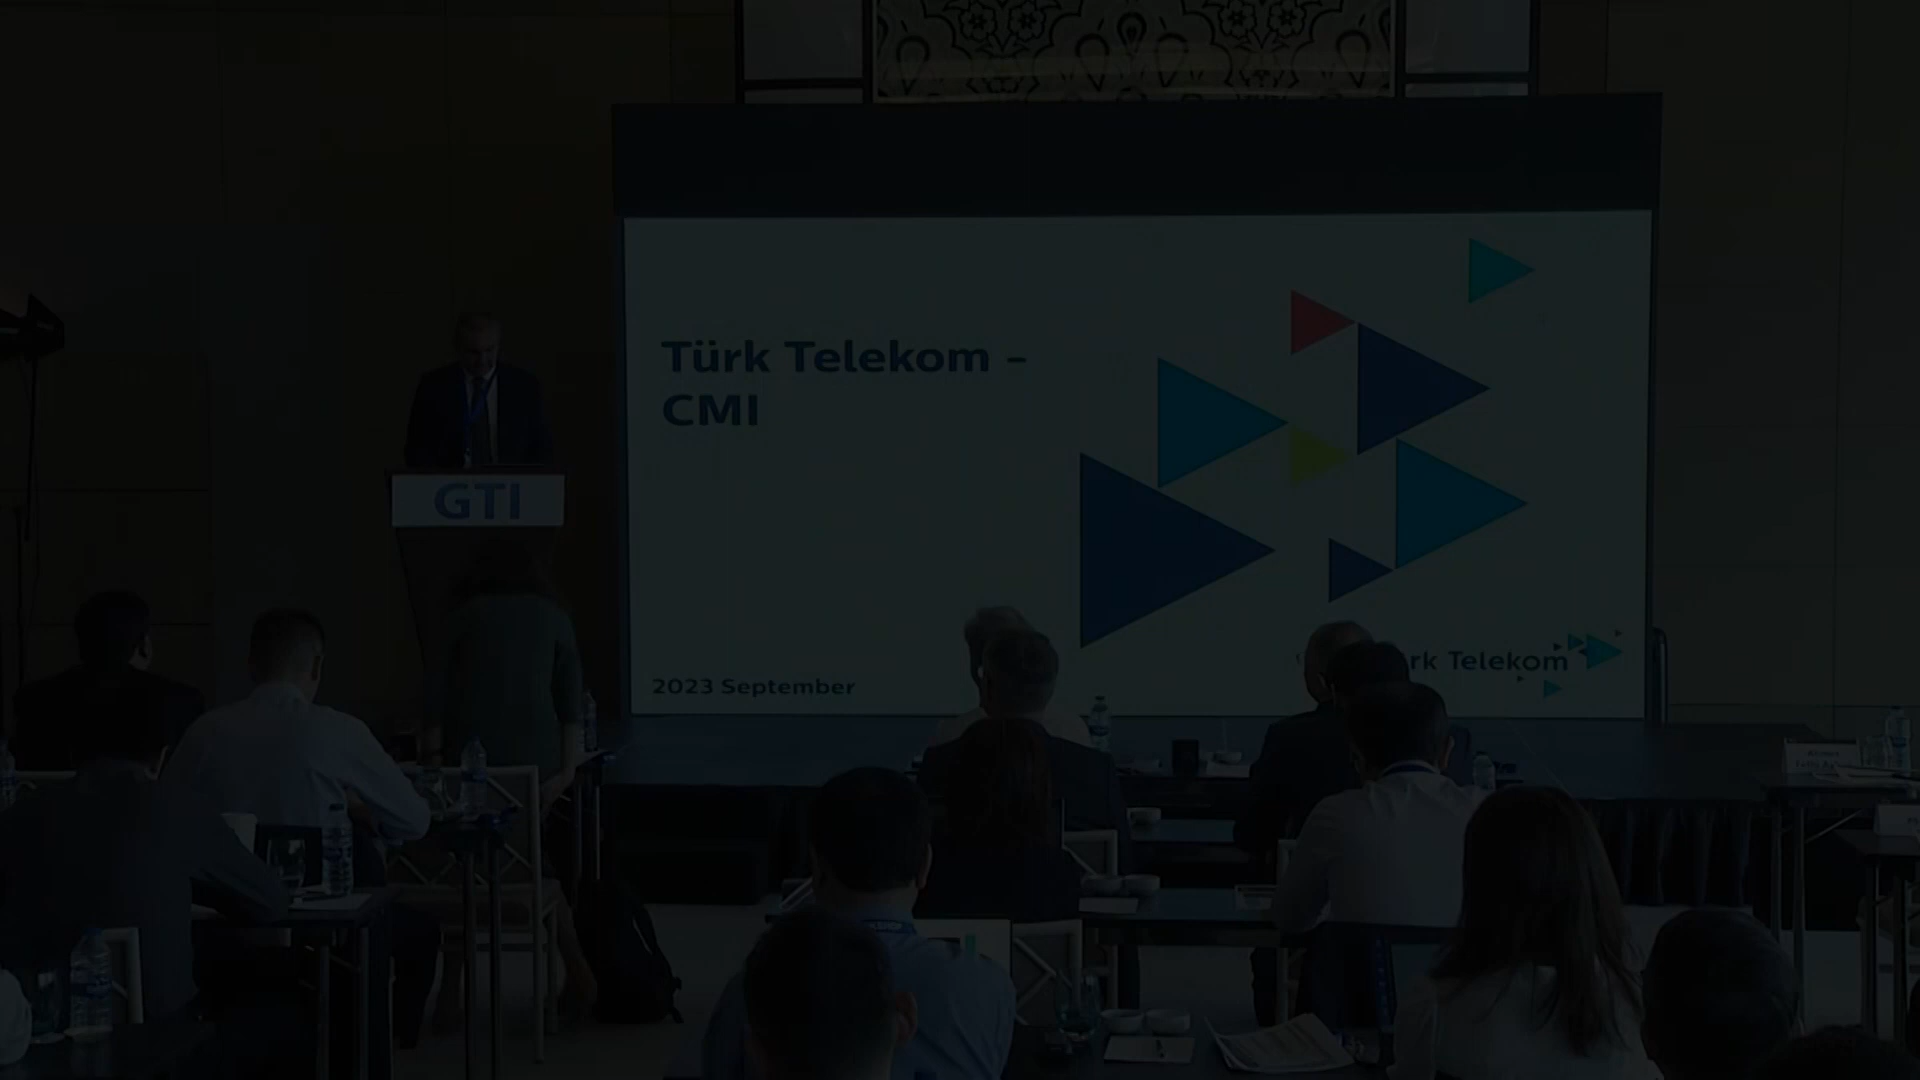 Türk Telekom –
CMI
GTI
rk Telekom
2023 September